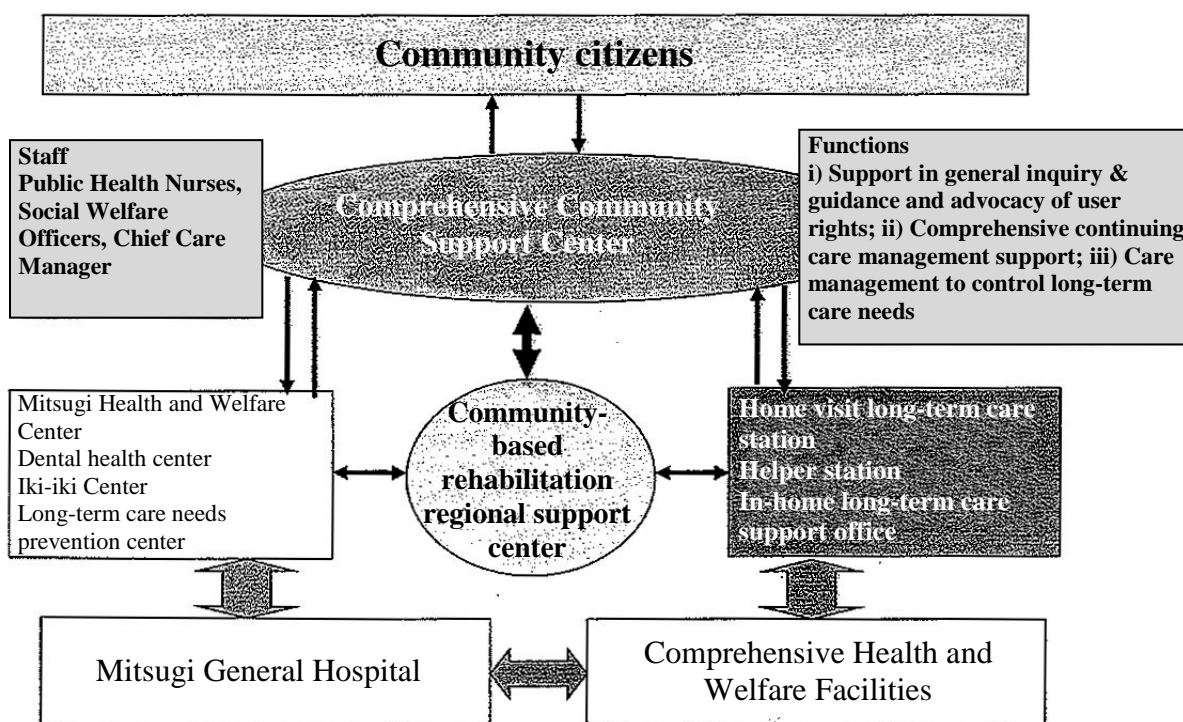 Community citizens
Staff
Public Health Nurses,
Social Welfare
Officers, Chief Care
Manager
Comprehensive Community
Support Center
Functions
i) Support in general inquiry &
guidance and advocacy of user
rights; ii) Comprehensive continuing
care management support; iii) Care
management to control long-term
care needs
Mitsugi Health and Welfare
Center
Dental health center
Iki-iki Center
Long-term care needs
prevention center
Community-
based
rehabilitation
regional support
center
Home visit long-term care
station
Helper station
In-home long-term care
support office
Mitsugi General Hospital
Comprehensive Health and
Welfare Facilities